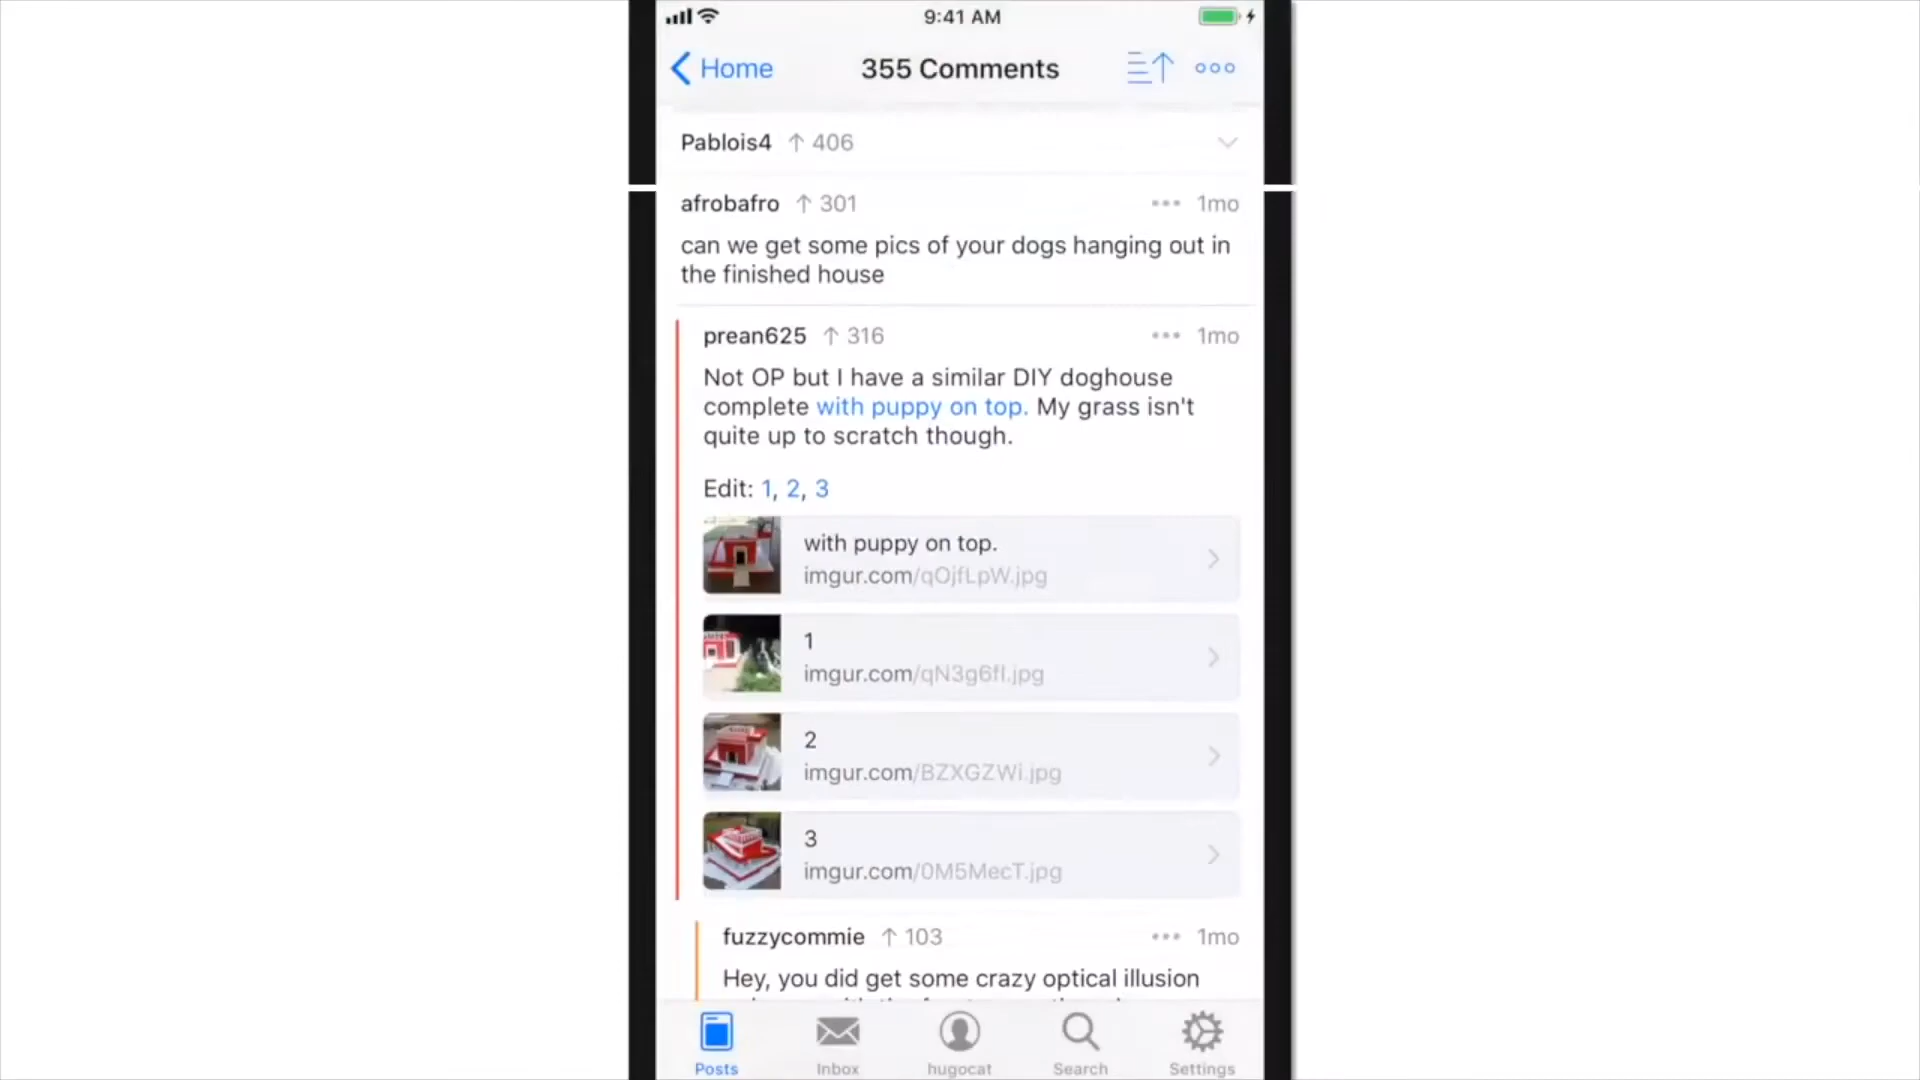 9:41 AM
Home
355 Comments
Pablois4 ↑ 406
afrobafro ↑ 301 ••• 1mo
can we get some pics of your dogs hanging out in
the finished house
prean625 ↑ 316 ••• 1mo
Not OP but I have a similar DIY doghouse
complete with puppy on top. My grass isn't
quite up to scratch though.
Edit: 1, 2, 3
with puppy on top.
imgur.com/qOjfLpW.jpg
1
imgur.com/qN3g6fI.jpg
2
imgur.com/BZXGZWi.jpg
3
imgur.com/0M5MecT.jpg
fuzzycommie ↑ 103 ••• 1mo
Hey, you did get some crazy optical illusion
Posts
Inbox
hugocat
Search
Settings